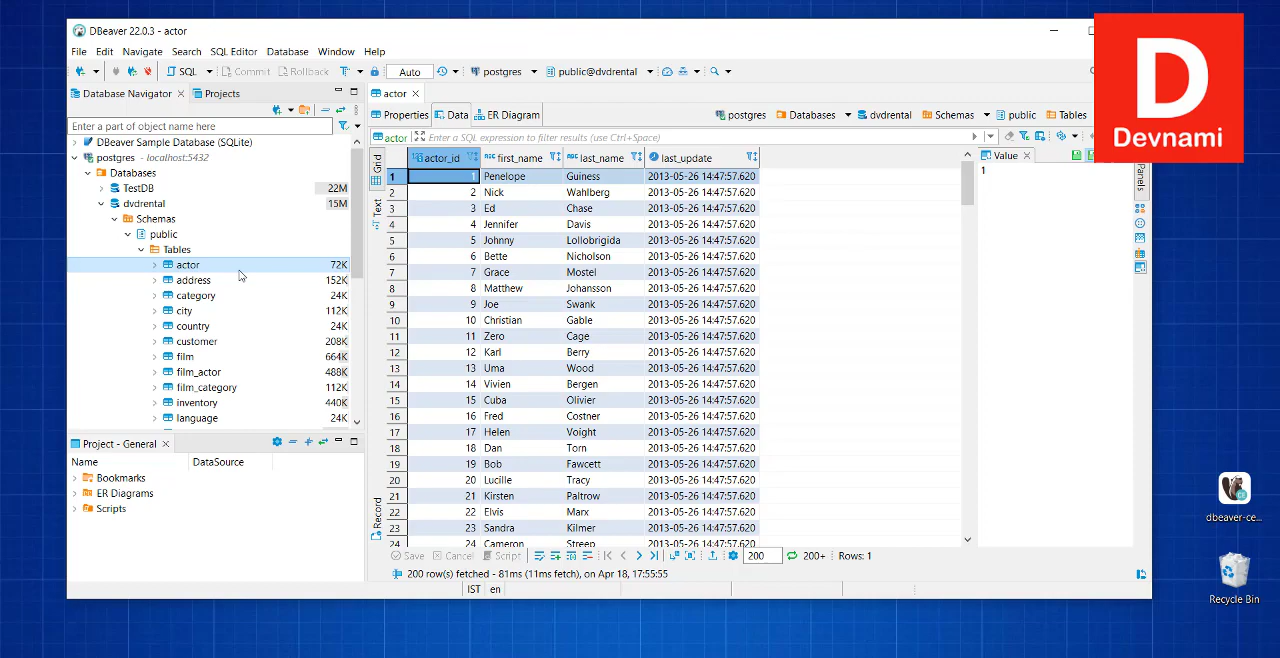 DBeaver 22.0.3 - actor
File Edit Navigate Search SQL Editor Database Window Help
SQL Commit Rollback T Auto postgres public@dvdrental
Database Navigator Projects
Enter a part of object name here
DBeaver Sample Database (SQLite)
postgres - localhost:5432
Databases
TestDB 22M
dvdrental 15M
Schemas
public
Tables
actor 72K
address 152K
category 24K
city 112K
country 24K
customer 208K
film 664K
film_actor 488K
film_category 112K
inventory 440K
language 24K
Project - General
Name DataSource
Bookmarks
ER Diagrams
Scripts
actor
Properties Data ER Diagram postgres Databases dvdrental Schemas public Tables
actor Enter a SQL expression to filter results (use Ctrl+Space)
Grid
Text
Record
actor_id ABC first_name ABC last_name last_update
1 1 Penelope Guiness 2013-05-26 14:47:57.620
2 2 Nick Wahlberg 2013-05-26 14:47:57.620
3 3 Ed Chase 2013-05-26 14:47:57.620
4 4 Jennifer Davis 2013-05-26 14:47:57.620
5 5 Johnny Lollobrigida 2013-05-26 14:47:57.620
6 6 Bette Nicholson 2013-05-26 14:47:57.620
7 7 Grace Mostel 2013-05-26 14:47:57.620
8 8 Matthew Johansson 2013-05-26 14:47:57.620
9 9 Joe Swank 2013-05-26 14:47:57.620
10 10 Christian Gable 2013-05-26 14:47:57.620
11 11 Zero Cage 2013-05-26 14:47:57.620
12 12 Karl Berry 2013-05-26 14:47:57.620
13 13 Uma Wood 2013-05-26 14:47:57.620
14 14 Vivien Bergen 2013-05-26 14:47:57.620
15 15 Cuba Olivier 2013-05-26 14:47:57.620
16 16 Fred Costner 2013-05-26 14:47:57.620
17 17 Helen Voight 2013-05-26 14:47:57.620
18 18 Dan Torn 2013-05-26 14:47:57.620
19 19 Bob Fawcett 2013-05-26 14:47:57.620
20 20 Lucille Tracy 2013-05-26 14:47:57.620
21 21 Kirsten Paltrow 2013-05-26 14:47:57.620
22 22 Elvis Marx 2013-05-26 14:47:57.620
23 23 Sandra Kilmer 2013-05-26 14:47:57.620
24 24 Cameron Streep 2013-05-26 14:47:57.620
Value
1
Panels
Save Cancel Script 200 200+ Rows: 1
200 row(s) fetched - 81ms (11ms fetch), on Apr 18, 17:55:55
IST en
D
Devnami
dbeaver-ce...
Recycle Bin